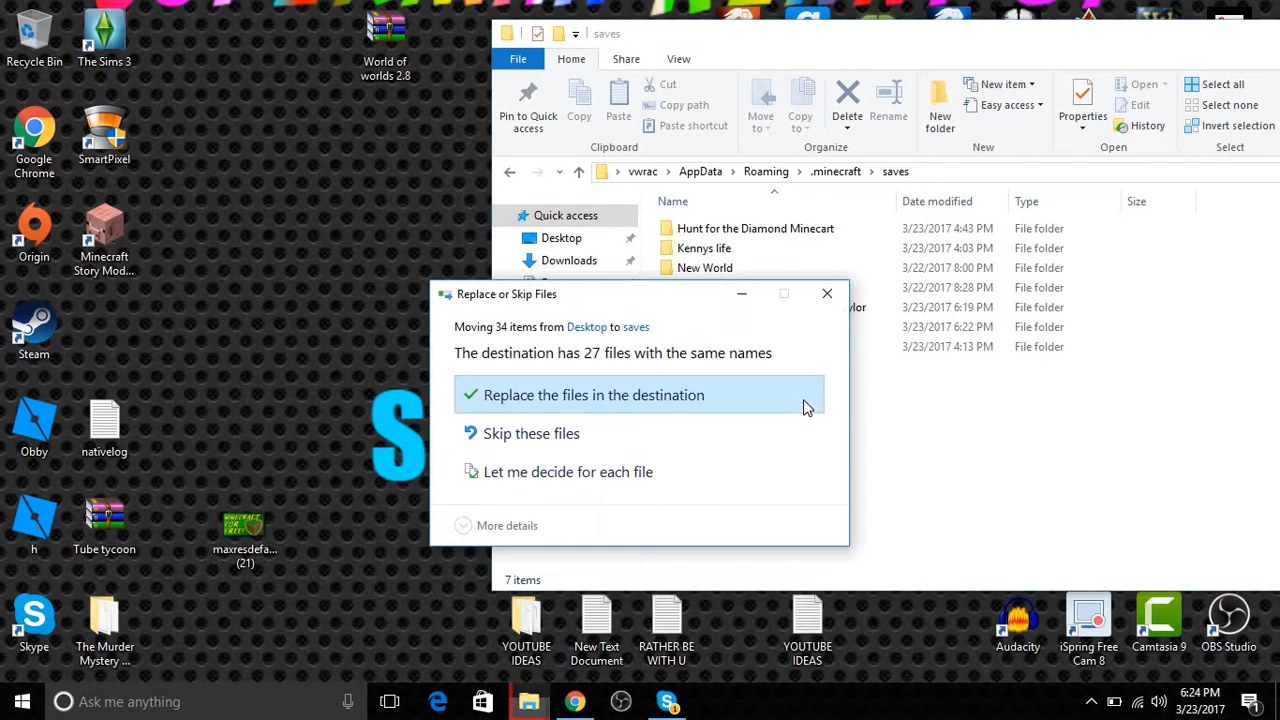 Recycle Bin
The Sims 3
World of
worlds 2.8
Google
Chrome
SmartPixel
Origin
Minecraft
Story Mod...
Steam
Obby
nativelog
h
Tube tycoon
maxresdefa...
(21)
MINECRAFT
FOR
FREE!
S
Skype
The Murder
Mystery ...
saves
File
Home
Share
View
Pin to Quick
access
Copy
Paste
Cut
Copy path
Paste shortcut
Clipboard
Move
to
Copy
to
Delete
Rename
Organize
New
folder
New item
Easy access
New
Properties
Open
Edit
History
Open
Select all
Select none
Invert selection
Select
vwrac
AppData
Roaming
.minecraft
saves
Name
Date modified
Type
Size
Quick access
Desktop
Downloads
Hunt for the Diamond Minecart 3/23/2017 4:43 PM File folder
Kennys life 3/23/2017 4:03 PM File folder
New World 3/22/2017 8:00 PM File folder
3/22/2017 8:28 PM File folder
ylor 3/23/2017 6:19 PM File folder
3/23/2017 6:22 PM File folder
3/23/2017 4:13 PM File folder
7 items
Replace or Skip Files
Moving 34 items from Desktop to saves
The destination has 27 files with the same names
Replace the files in the destination
Skip these files
Let me decide for each file
More details
YOUTUBE
IDEAS
New Text
Document
RATHER BE
WITH U
YOUTUBE
IDEAS
Audacity
iSpring Free
Cam 8
Camtasia 9
OBS Studio
Ask me anything
6:24 PM
3/23/2017